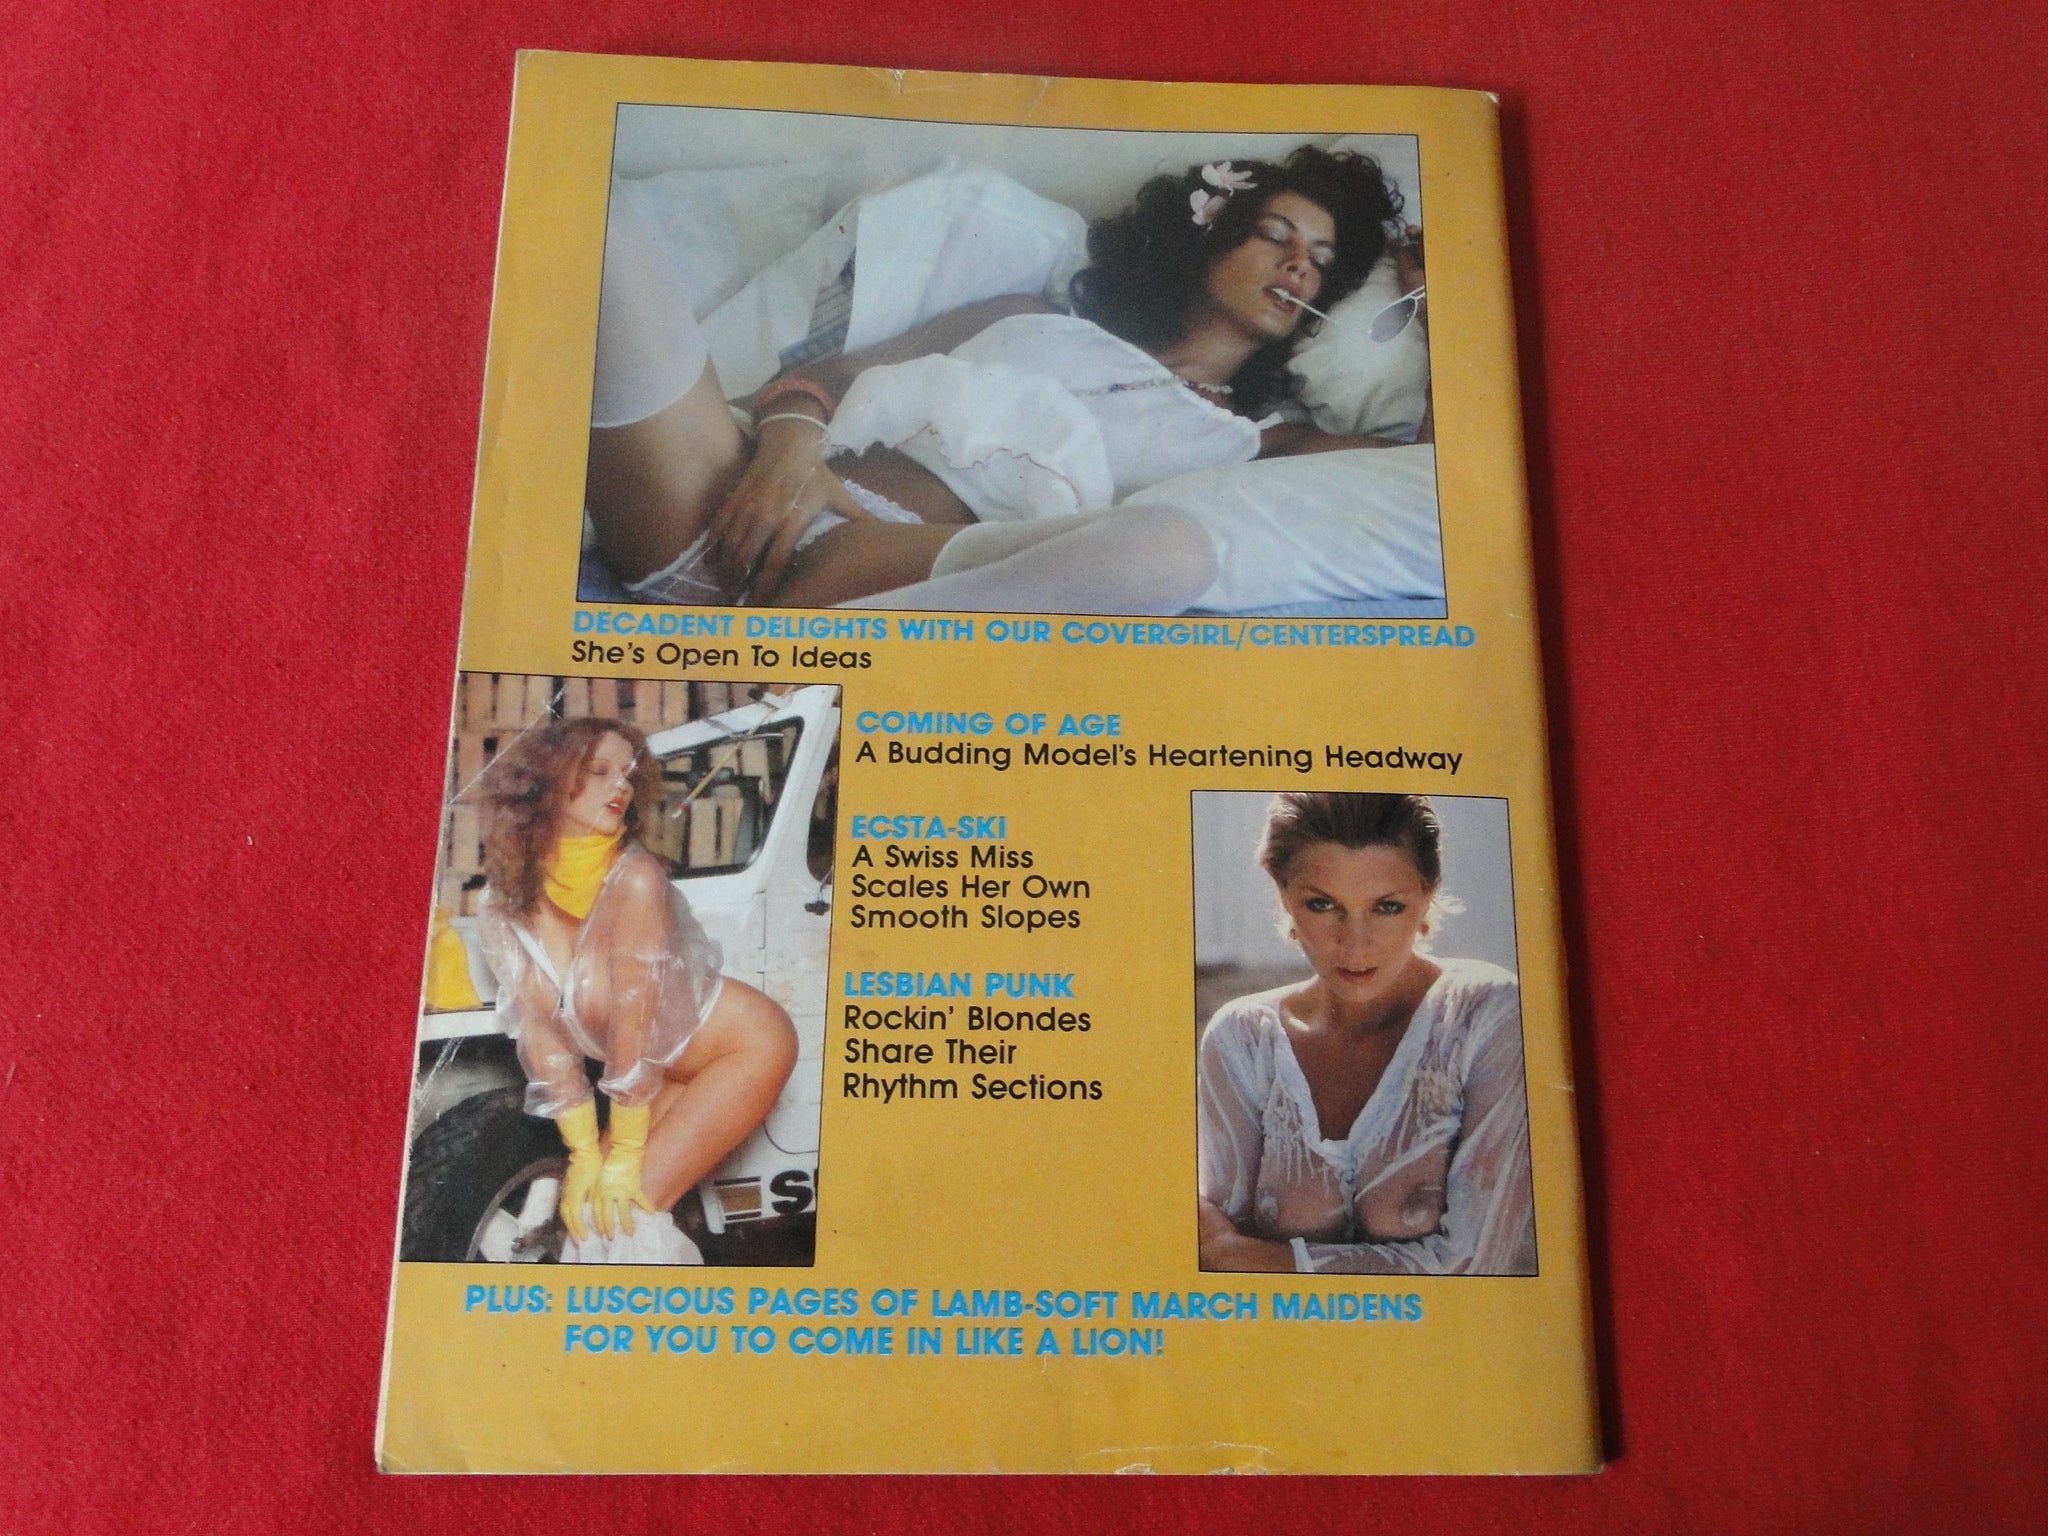 DECADENT DELIGHTS WITH OUR COVERGIRL/CENTERSPREAD
She's Open To Ideas
COMING OF AGE
A Budding Model's Heartening Headway
ECSTA-SKI
A Swiss Miss
Scales Her Own
Smooth Slopes
LESBIAN PUNK
Rockin' Blondes
Share Their
Rhythm Sections
PLUS: LUSCIOUS PAGES OF LAMB-SOFT MARCH MAIDENS
FOR YOU TO COME IN LIKE A LION!